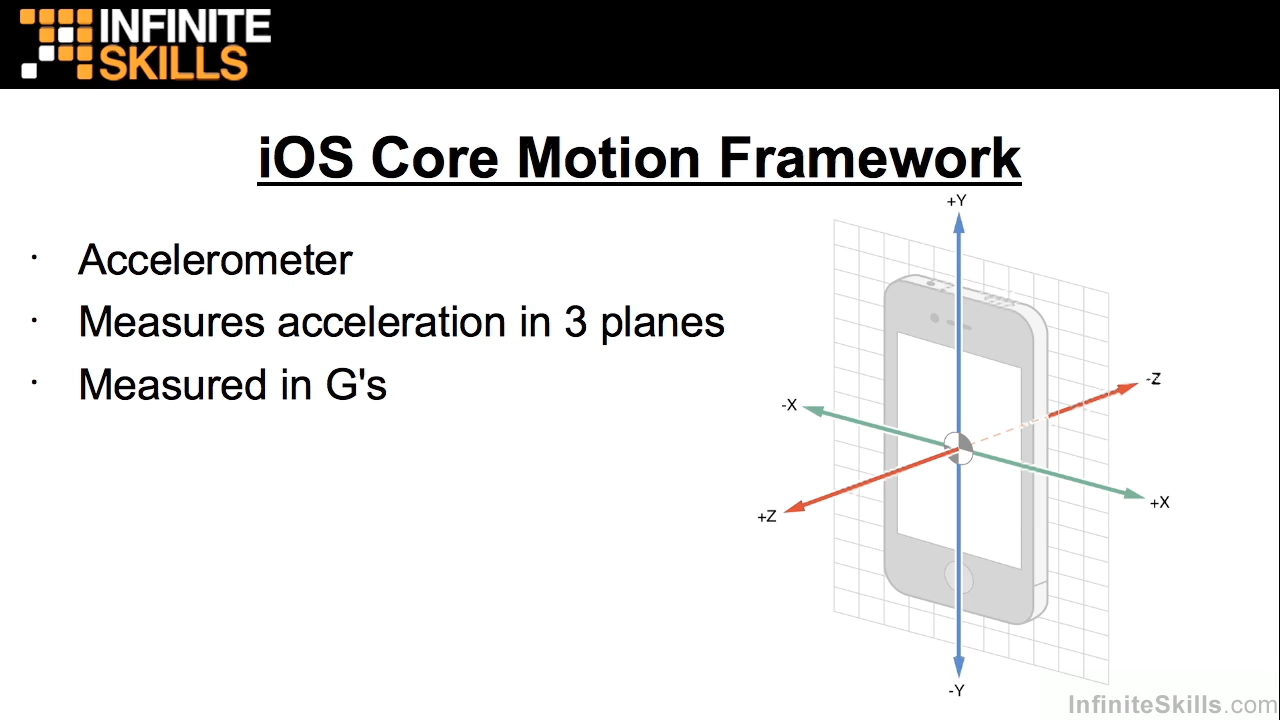 INFINITE
SKILLS
iOS Core Motion Framework
· Accelerometer
· Measures acceleration in 3 planes
· Measured in G's
+Y
-Z
-X
+X
+Z
-Y
InfiniteSkills.com